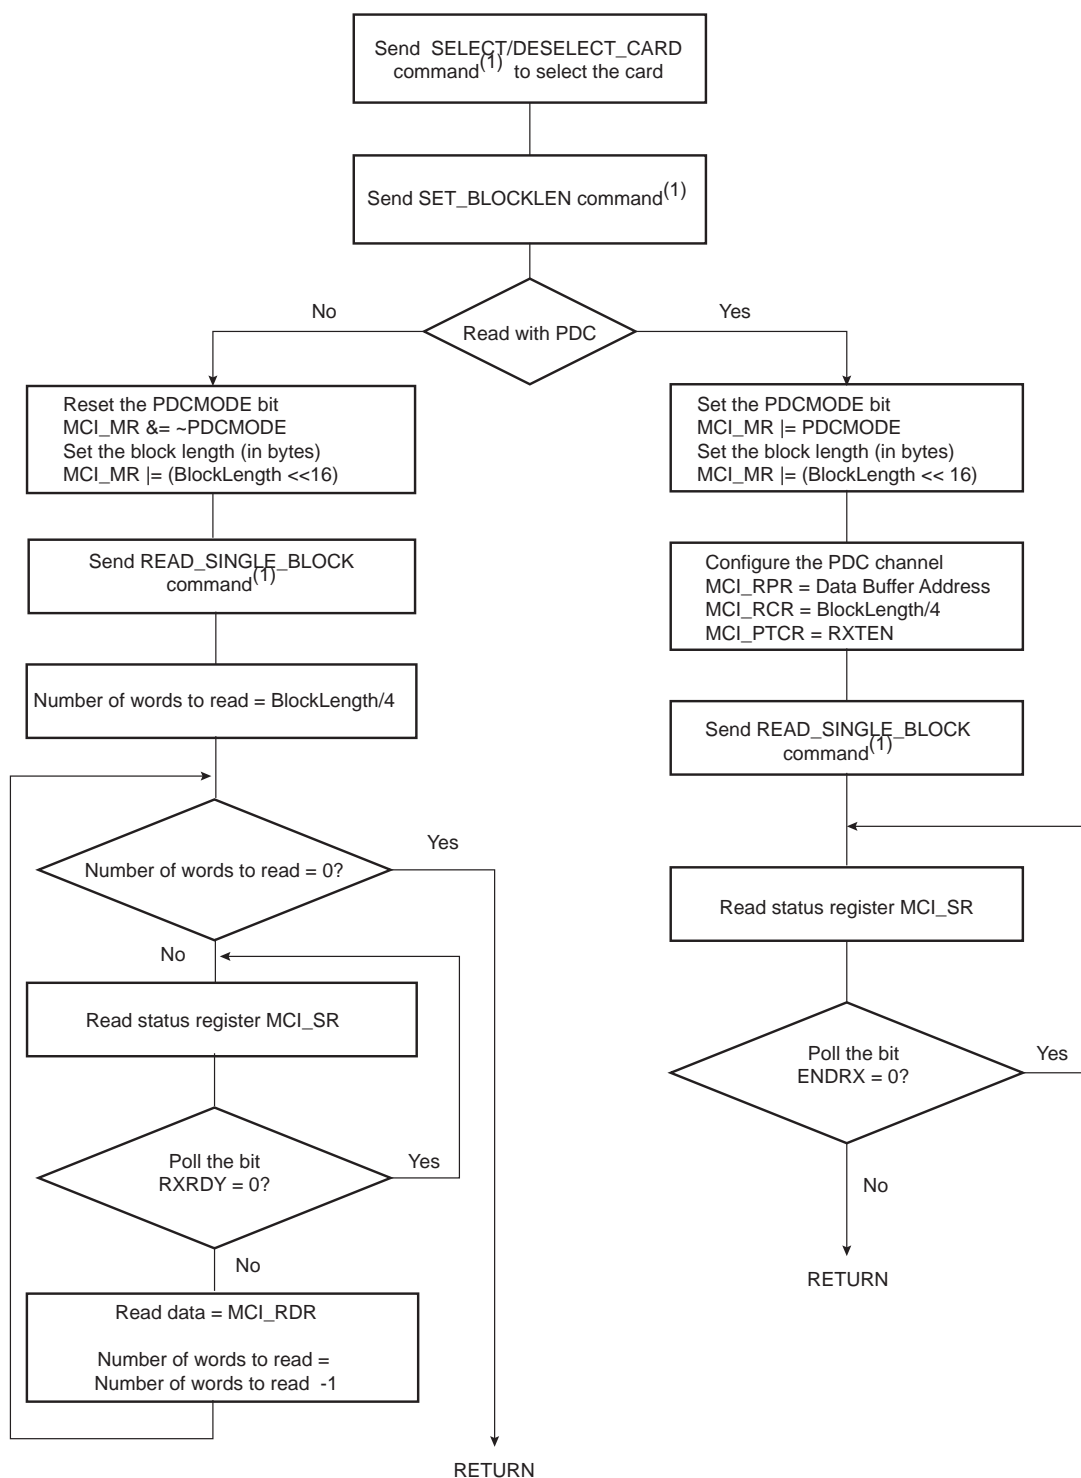 Send SELECT/DESELECT_CARD
command(1) to select the card
Send SET_BLOCKLEN command(1)
Read with PDC
No
Yes
Reset the PDCMODE bit
MCI_MR &= ~PDCMODE
Set the block length (in bytes)
MCI_MR |= (BlockLength <<16)
Send READ_SINGLE_BLOCK
command(1)
Number of words to read = BlockLength/4
Number of words to read = 0?
Yes
No
Read status register MCI_SR
Poll the bit
RXRDY = 0?
Yes
No
Read data = MCI_RDR
Number of words to read =
Number of words to read -1
RETURN
Set the PDCMODE bit
MCI_MR |= PDCMODE
Set the block length (in bytes)
MCI_MR |= (BlockLength << 16)
Configure the PDC channel
MCI_RPR = Data Buffer Address
MCI_RCR = BlockLength/4
MCI_PTCR = RXTEN
Send READ_SINGLE_BLOCK
command(1)
Read status register MCI_SR
Poll the bit
ENDRX = 0?
Yes
No
RETURN